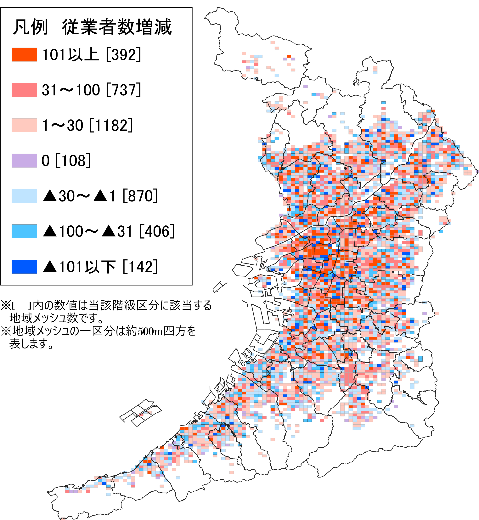 凡例 従業者数増減
101以上 [392]
31～100 [737]
1～30 [1182]
0 [108]
▲30～▲1 [870]
▲100～▲31 [406]
▲101以下 [142]
※[ ]内の数値は当該階級区分に該当する
地域メッシュ数です。
※地域メッシュの一区分は約500m四方を
表します。